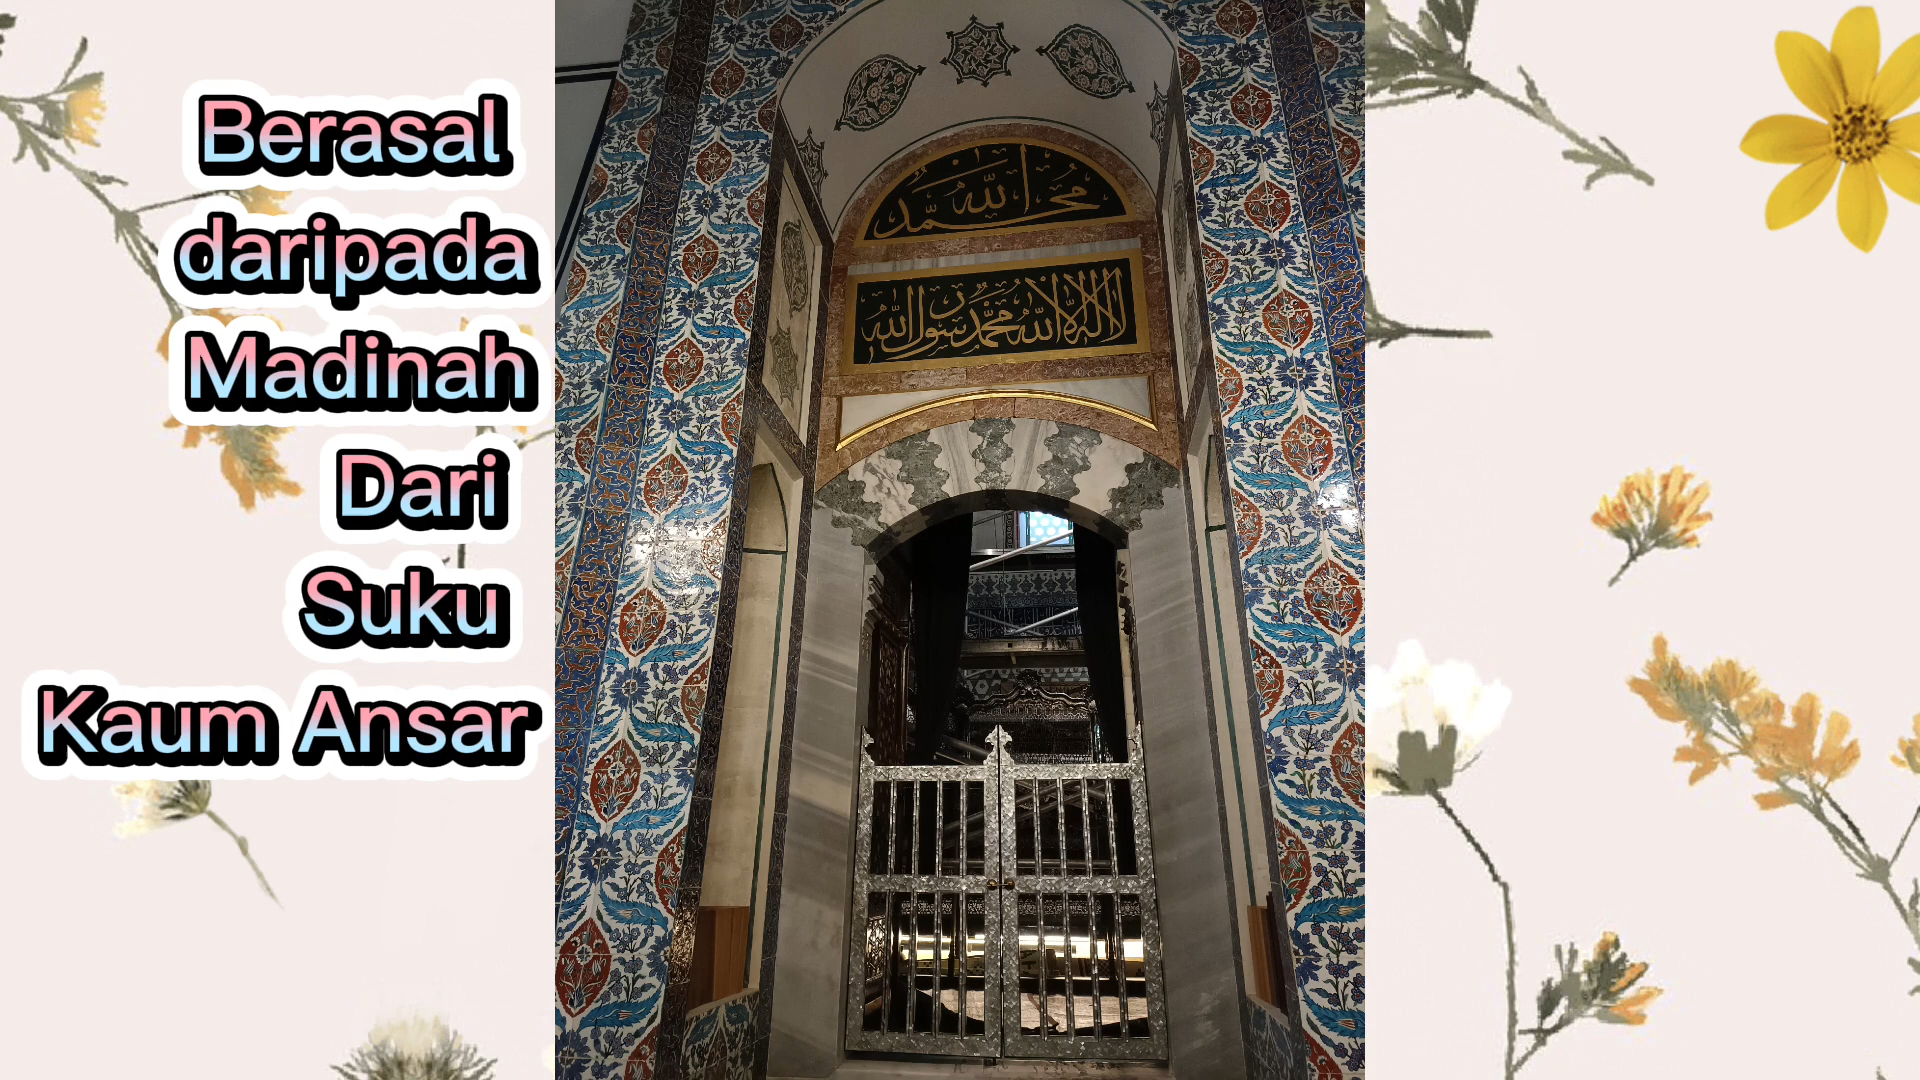 Berasal
daripada
Madinah
Dari
Suku
Kaum Ansar
الله محمد
لا اله الا الله محمد رسول الله